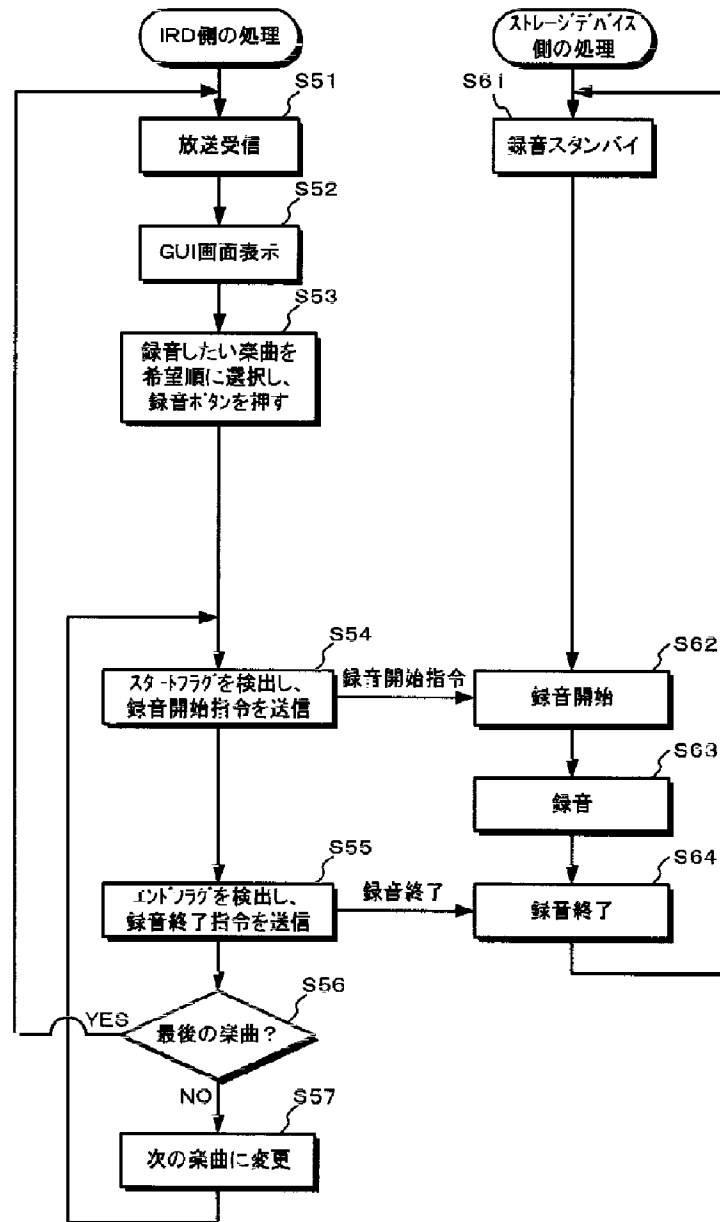 IRD側の処理
S51
放送受信
S52
GUI画面表示
S53
録音したい楽曲を
希望順に選択し、
録音ボタンを押す
S54
スタートフラグを検出し、
録音開始指令を送信
録音開始指令
S55
エンドフラグを検出し、
録音終了指令を送信
録音終了
S56
最後の楽曲?
YES
NO
S57
次の楽曲に変更
ストレージデバイス
側の処理
S61
録音スタンバイ
S62
録音開始
S63
録音
S64
録音終了